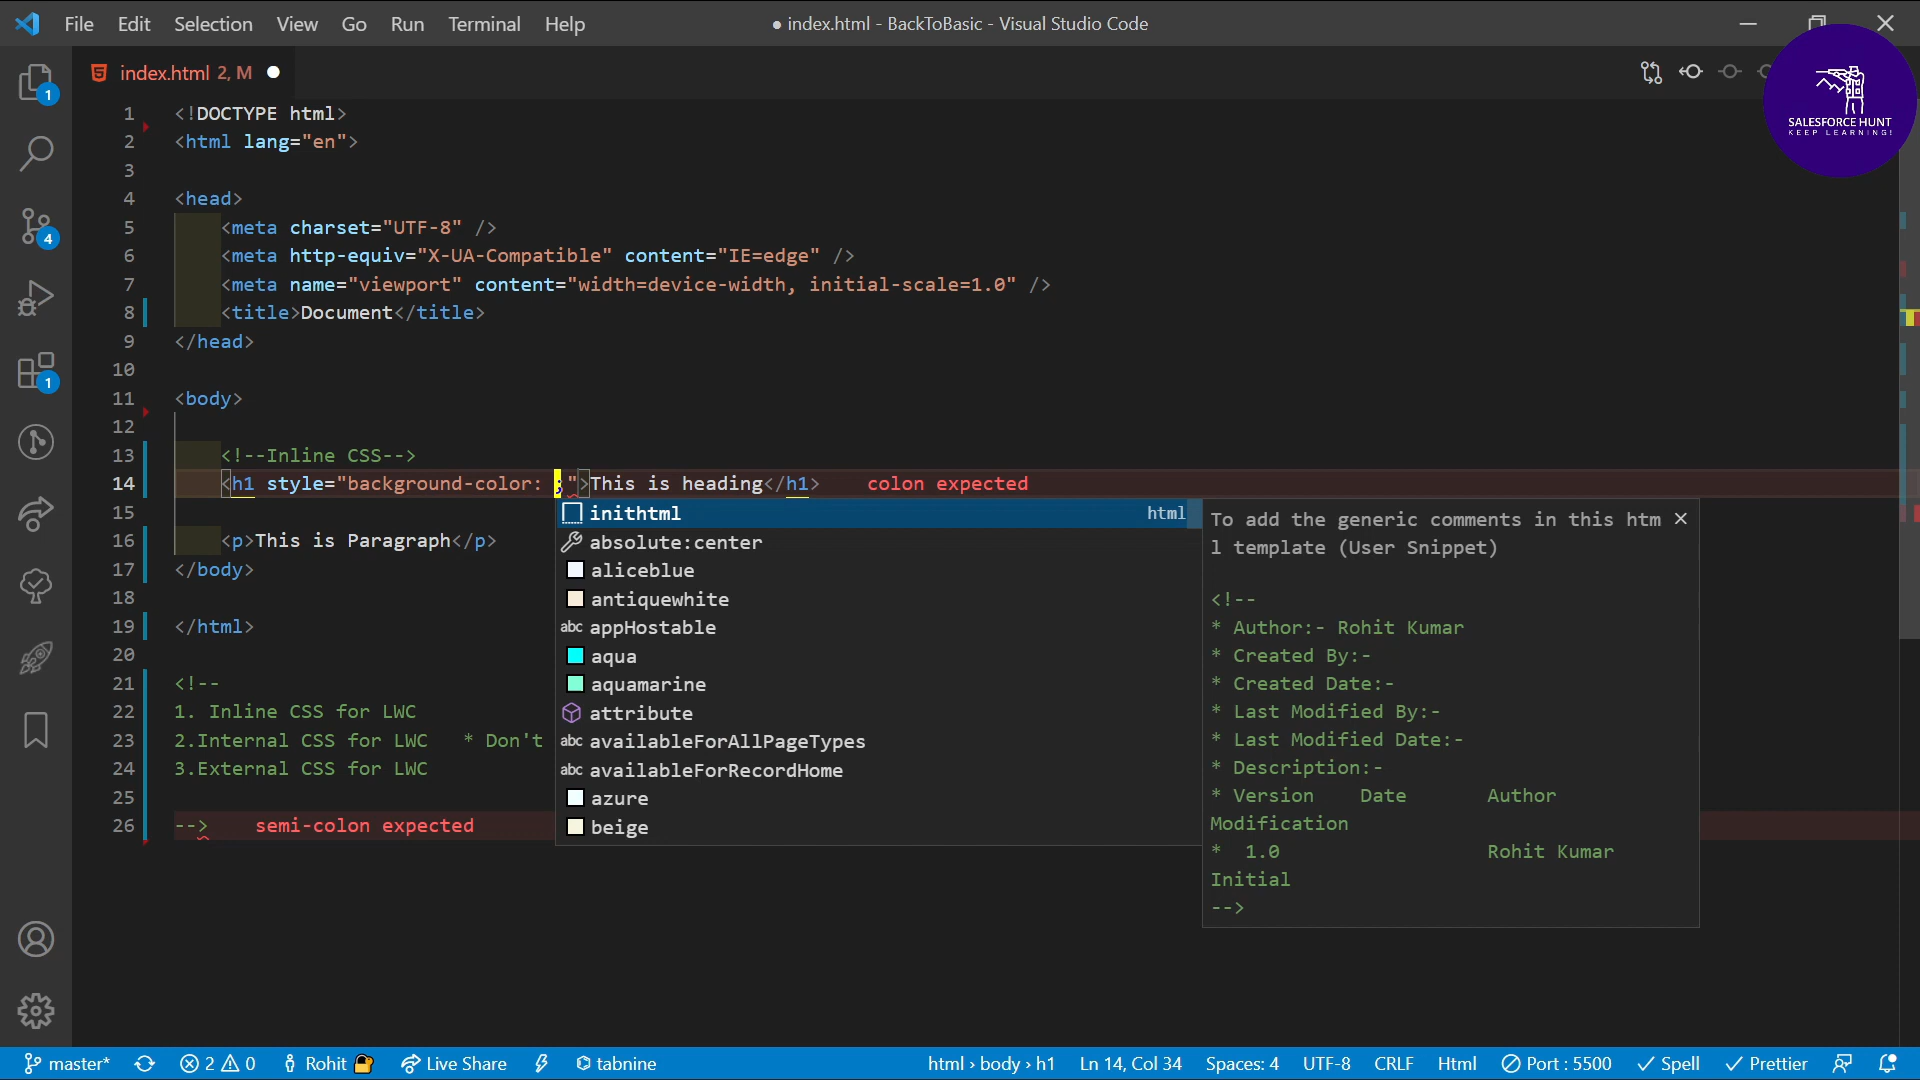 File Edit Selection View Go Run Terminal Help
● index.html - BackToBasic - Visual Studio Code
SALESFORCE HUNT
KEEP LEARNING!
index.html 2, M
1 <!DOCTYPE html>
2 <html lang="en">
3
4 <head>
5 <meta charset="UTF-8" />
6 <meta http-equiv="X-UA-Compatible" content="IE=edge" />
7 <meta name="viewport" content="width=device-width, initial-scale=1.0" />
8 <title>Document</title>
9 </head>
10
11 <body>
12
13 <!--Inline CSS-->
14 <h1 style="background-color: ;">This is heading</h1> colon expected
15
16 <p>This is Paragraph</p>
17 </body>
18
19 </html>
20
21 <!--
22 1. Inline CSS for LWC
23 2.Internal CSS for LWC * Don't
24 3.External CSS for LWC
25
26 --> semi-colon expected
inithtml html
absolute:center
aliceblue
antiquewhite
abc appHostable
aqua
aquamarine
attribute
abc availableForAllPageTypes
abc availableForRecordHome
azure
beige
To add the generic comments in this htm
l template (User Snippet)
<!--
* Author:- Rohit Kumar
* Created By:-
* Created Date:-
* Last Modified By:-
* Last Modified Date:-
* Description:-
* Version Date Author
Modification
* 1.0 Rohit Kumar
Initial
-->
1
4
1
master* 2 0 Rohit Live Share tabnine html › body › h1 Ln 14, Col 34 Spaces: 4 UTF-8 CRLF Html Port : 5500 Spell Prettier